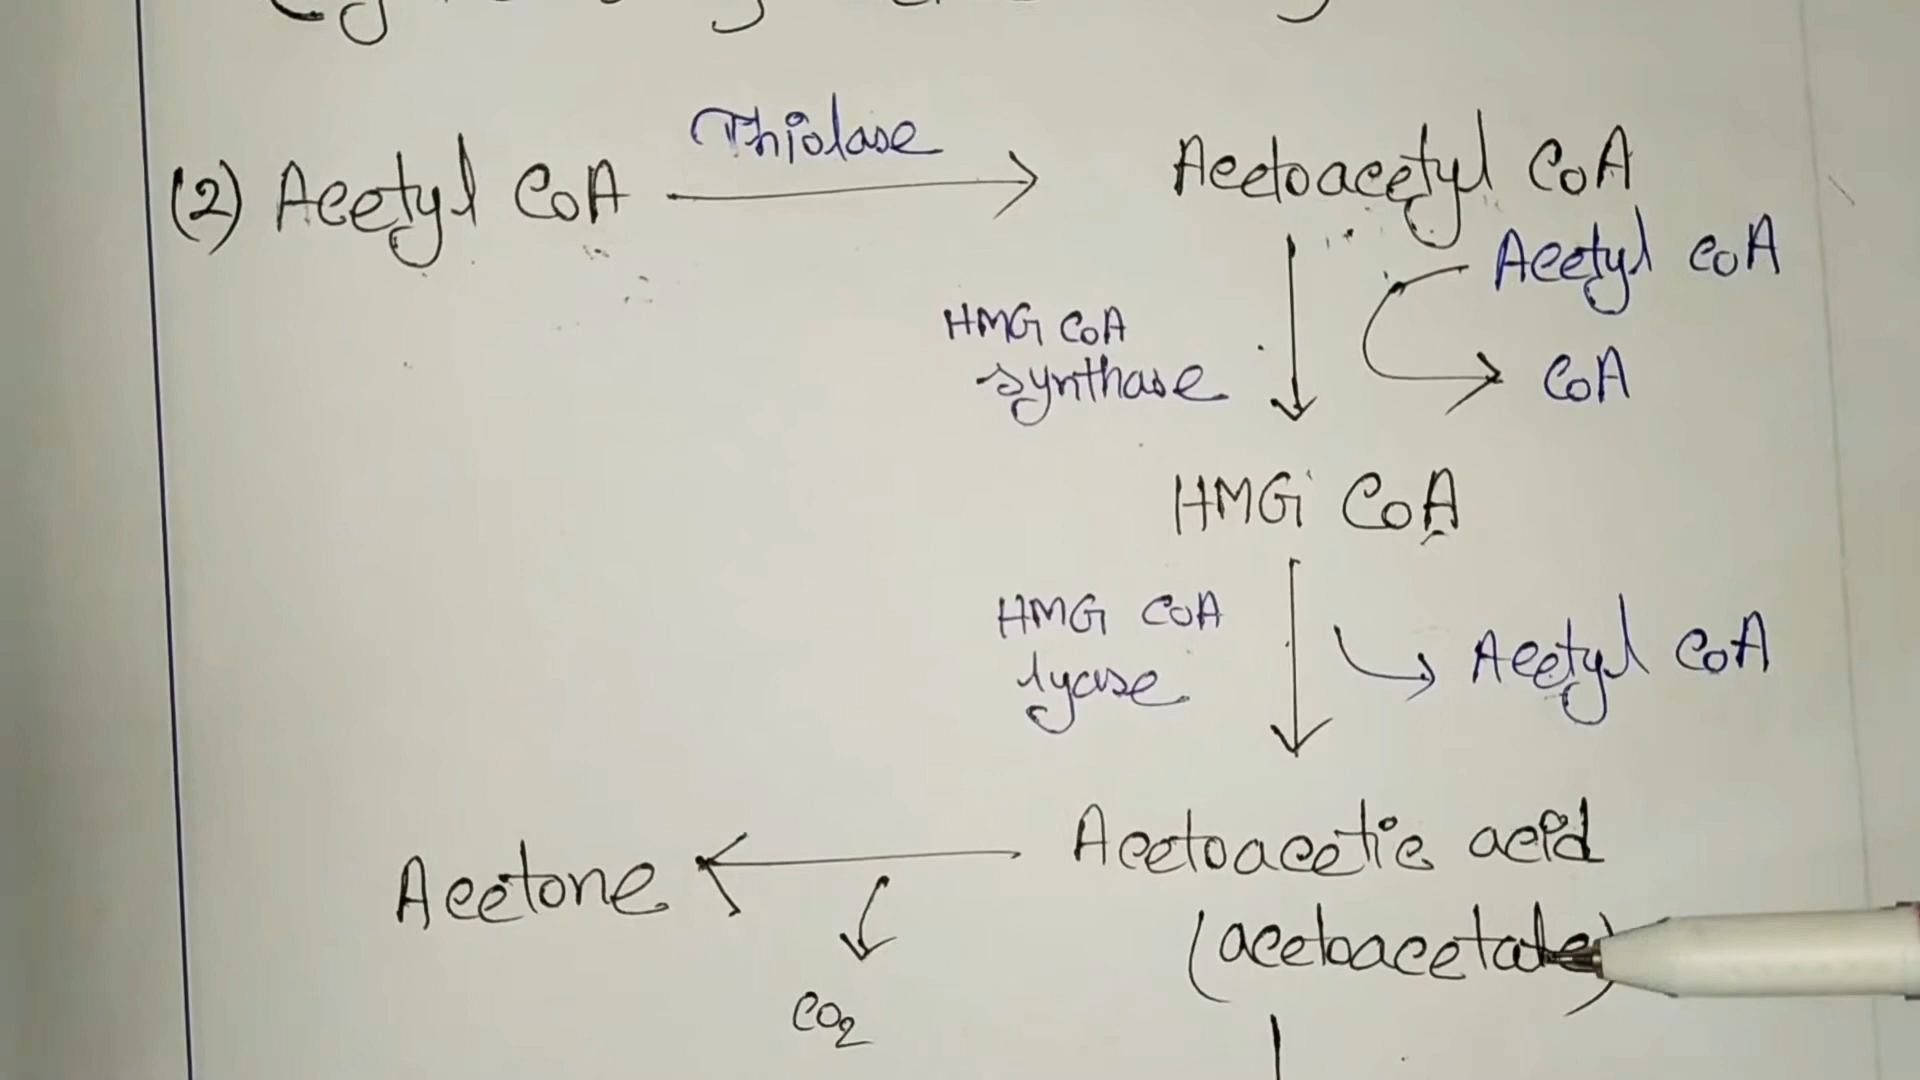 (2) Acetyl CoA
Thiolase
Acetoacetyl CoA
Acetyl CoA
HMG CoA
synthase
CoA
HMG CoA
HMG CoA
lyase
Acetyl CoA
Acetoacetic acid
(acetoacetate)
Acetone
CO2